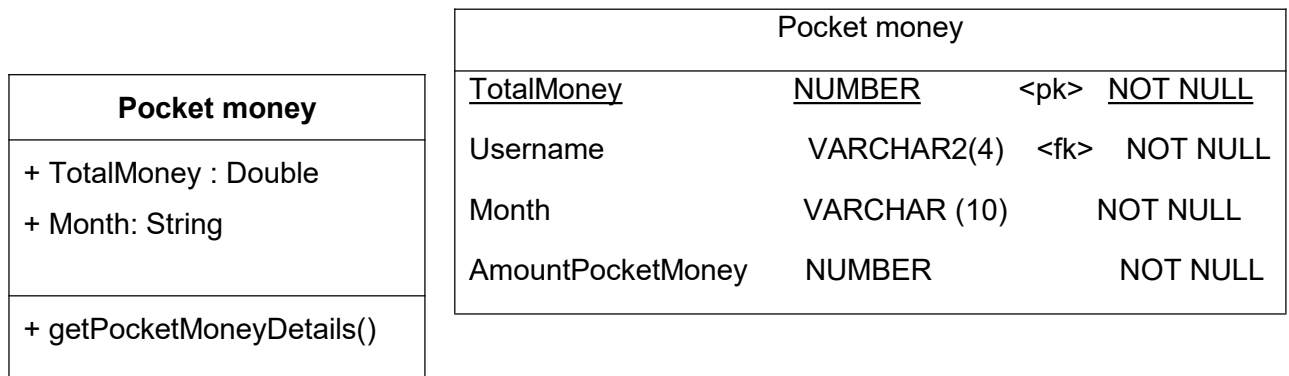 Pocket money
+ TotalMoney : Double
+ Month: String
+ getPocketMoneyDetails()
Pocket money
TotalMoney NUMBER <pk> NOT NULL
Username VARCHAR2(4) <fk> NOT NULL
Month VARCHAR (10) NOT NULL
AmountPocketMoney NUMBER NOT NULL